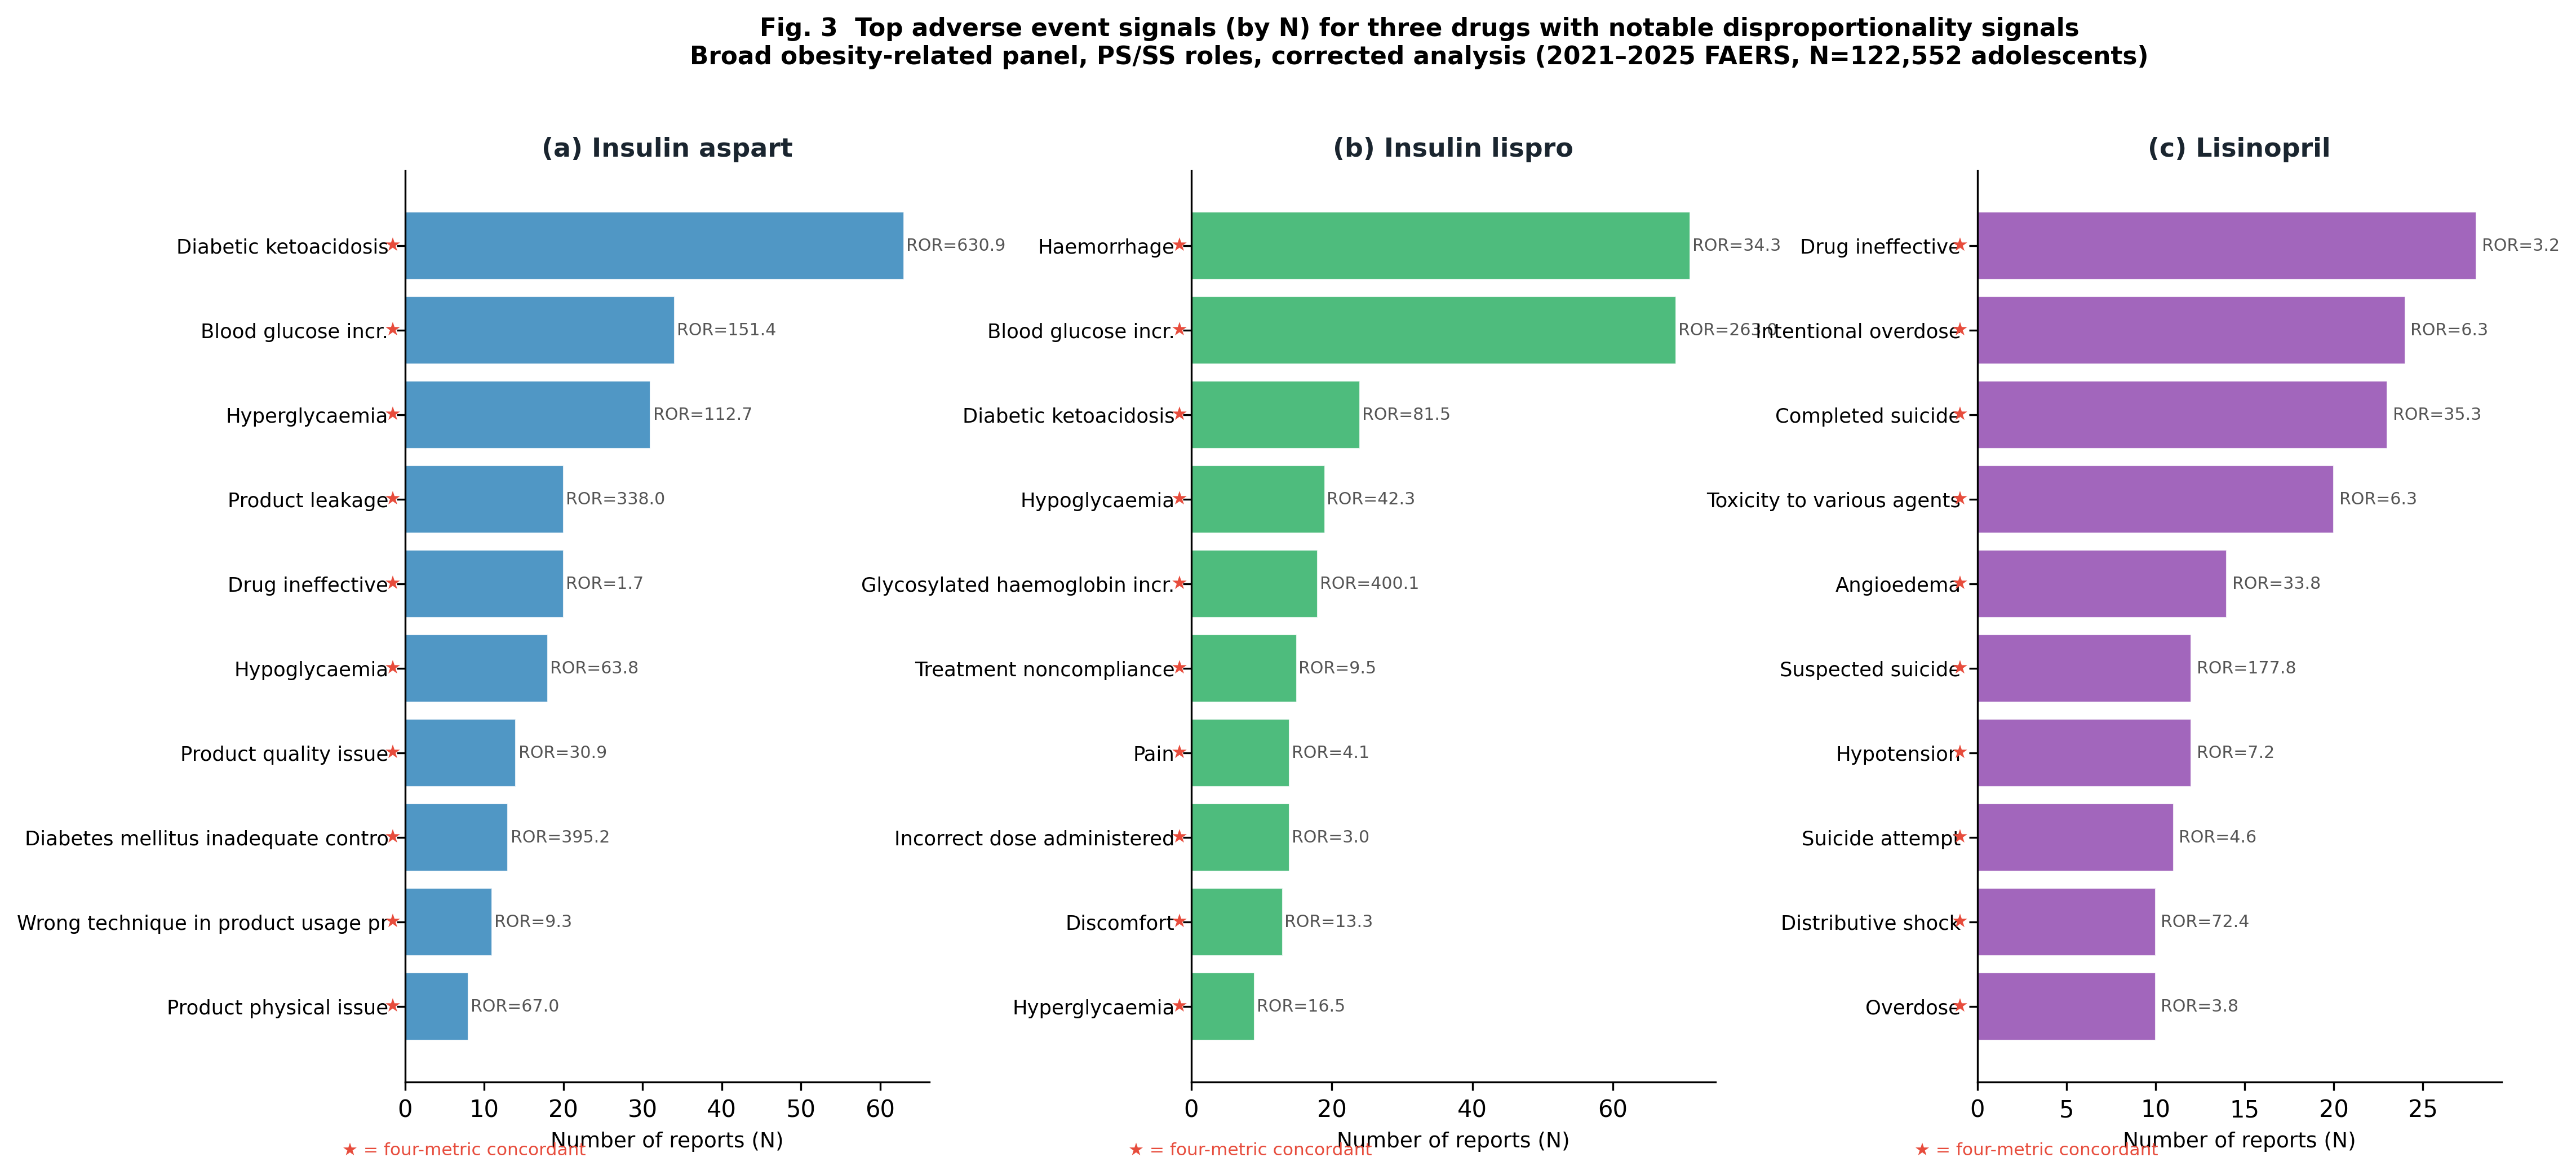 Fig. 3  Top adverse event signals (by N) for three drugs with notable disproportionality signals
Broad obesity-related panel, PS/SS roles, corrected analysis (2021–2025 FAERS, N=122,552 adolescents)
(a) Insulin aspart
Diabetic ketoacidosis★ ROR=630.9
Blood glucose incr.★ ROR=151.4
Hyperglycaemia★ ROR=112.7
Product leakage★ ROR=338.0
Drug ineffective★ ROR=1.7
Hypoglycaemia★ ROR=63.8
Product quality issue★ ROR=30.9
Diabetes mellitus inadequate contro★ ROR=395.2
Wrong technique in product usage pr★ ROR=9.3
Product physical issue★ ROR=67.0
0 10 20 30 40 50 60
Number of reports (N)
★ = four-metric concordant
(b) Insulin lispro
Haemorrhage★ ROR=34.3
Blood glucose incr.★ ROR=263.0
Diabetic ketoacidosis★ ROR=81.5
Hypoglycaemia★ ROR=42.3
Glycosylated haemoglobin incr.★ ROR=400.1
Treatment noncompliance★ ROR=9.5
Pain★ ROR=4.1
Incorrect dose administered★ ROR=3.0
Discomfort★ ROR=13.3
Hyperglycaemia★ ROR=16.5
0 20 40 60
Number of reports (N)
★ = four-metric concordant
(c) Lisinopril
Drug ineffective★ ROR=3.2
Intentional overdose★ ROR=6.3
Completed suicide★ ROR=35.3
Toxicity to various agents★ ROR=6.3
Angioedema★ ROR=33.8
Suspected suicide★ ROR=177.8
Hypotension★ ROR=7.2
Suicide attempt★ ROR=4.6
Distributive shock★ ROR=72.4
Overdose★ ROR=3.8
0 5 10 15 20 25
Number of reports (N)
★ = four-metric concordant